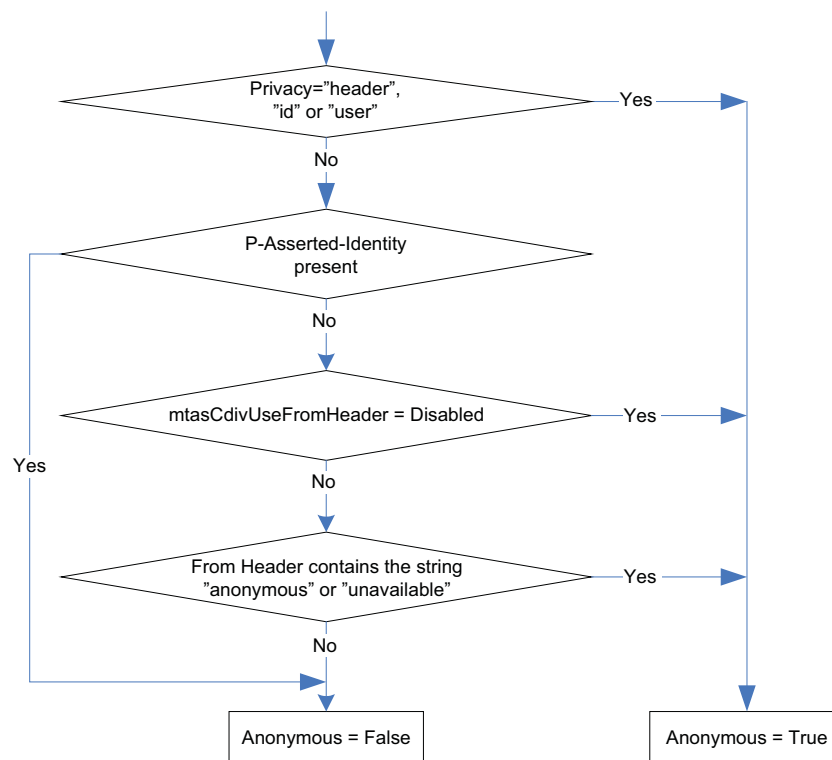 Privacy=”header”,
”id” or ”user”
Yes
No
P-Asserted-Identity
present
No
mtasCdivUseFromHeader = Disabled
Yes
Yes
No
From Header contains the string
”anonymous” or ”unavailable”
Yes
No
Anonymous = False
Anonymous = True